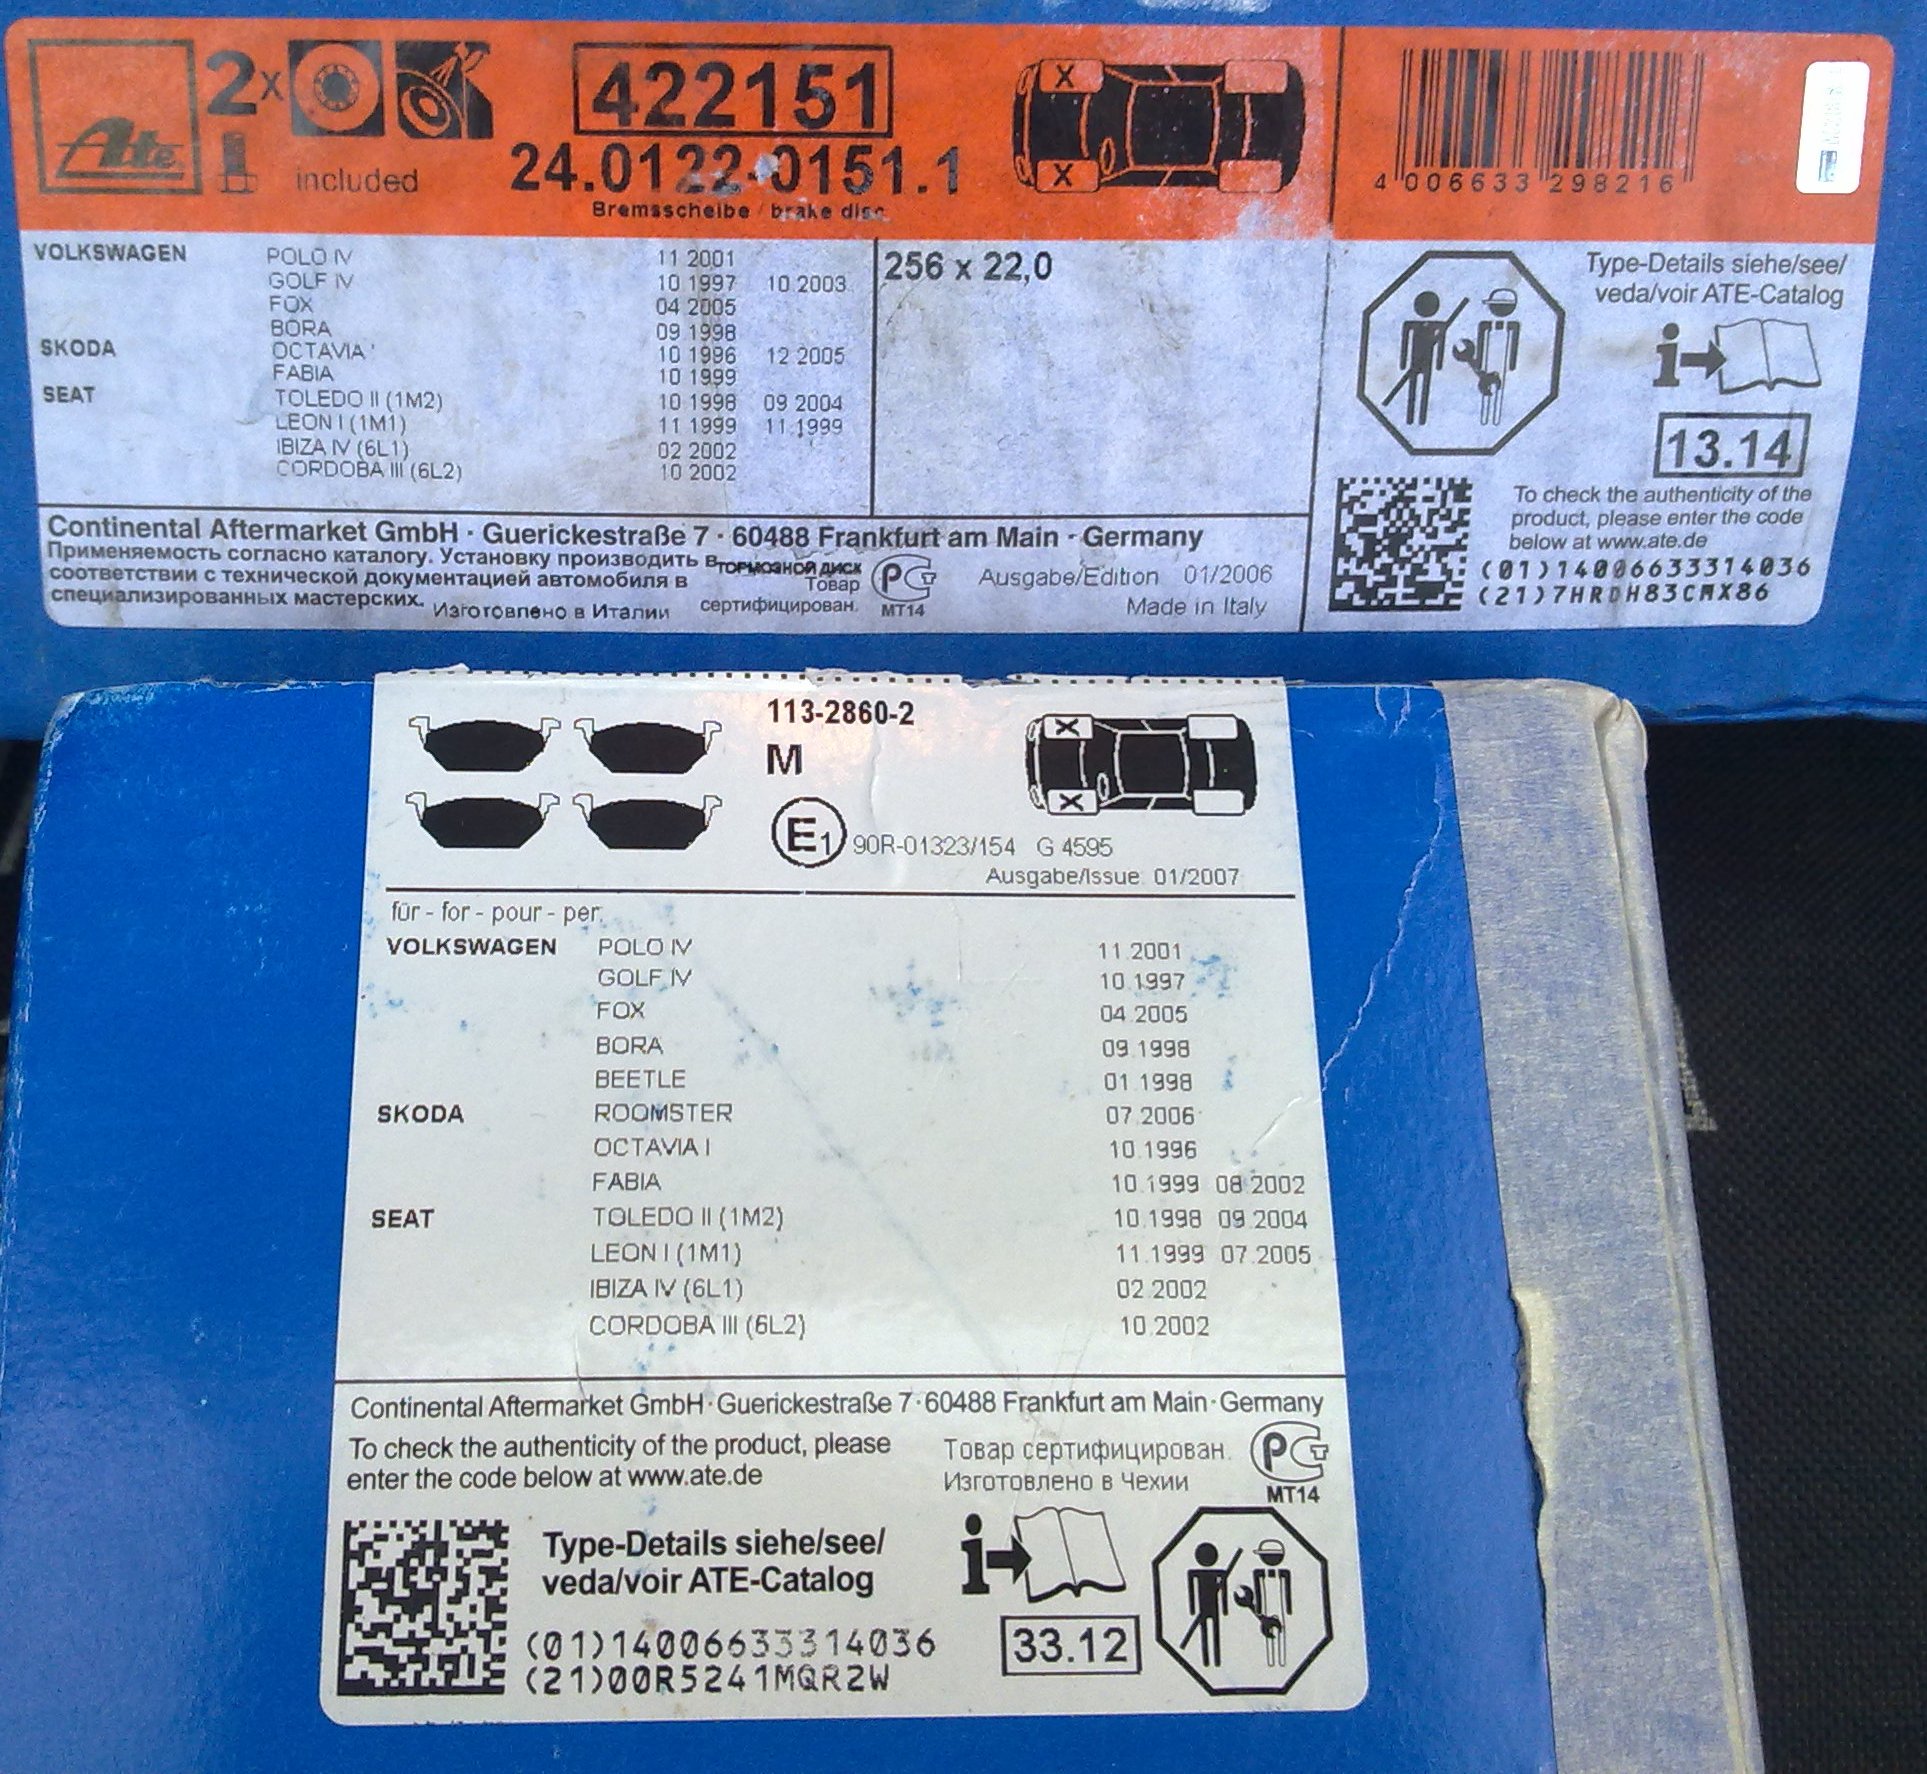 Ate
2x
included
422151
24.0122-0151.1
Bremsscheibe / brake disc
X
X
4 006633 298216
VOLKSWAGEN POLO IV 11 2001
GOLF IV 10 1997 10 2003
FOX 04 2005
BORA 09 1998
SKODA OCTAVIA 10 1996 12 2005
FABIA 10 1999
SEAT TOLEDO II (1M2) 10 1998 09 2004
LEON I (1M1) 11 1999 11 1999
IBIZA IV (6L1) 02 2002
CORDOBA III (6L2) 10 2002
256 x 22,0
Type-Details siehe/see/
veda/voir ATE-Catalog
i
13.14
To check the authenticity of the
product, please enter the code
below at www.ate.de
(01)14006633314036
(21)7HRDH83CMX86
Continental Aftermarket GmbH · Guerickestraße 7 · 60488 Frankfurt am Main - Germany
Применяемость согласно каталогу. Установку производить в
соответствии с технической документацией автомобиля в
специализированных мастерских.
Изготовлено в Италии
ТОРМОЗНОЙ ДИСК
Товар
сертифицирован.
РСТ
МТ14
Ausgabe/Edition 01/2006
Made in Italy
113-2860-2
M
X
X
E1 90R-01323/154 G 4595
Ausgabe/Issue 01/2007
für - for - pour - per.
VOLKSWAGEN POLO IV 11.2001
GOLF IV 10.1997
FOX 04.2005
BORA 09.1998
BEETLE 01.1998
SKODA ROOMSTER 07.2006
OCTAVIA I 10.1996
FABIA 10.1999 08.2002
SEAT TOLEDO II (1M2) 10.1998 09.2004
LEON I (1M1) 11.1999 07.2005
IBIZA IV (6L1) 02.2002
CORDOBA III (6L2) 10.2002
Continental Aftermarket GmbH · Guerickestraße 7 · 60488 Frankfurt am Main · Germany
To check the authenticity of the product, please
enter the code below at www.ate.de
Товар сертифицирован.
Изготовлено в Чехии
РСТ
МТ14
Type-Details siehe/see/
veda/voir ATE-Catalog
i
(01)14006633314036
(21)00R5241MQR2W
33.12